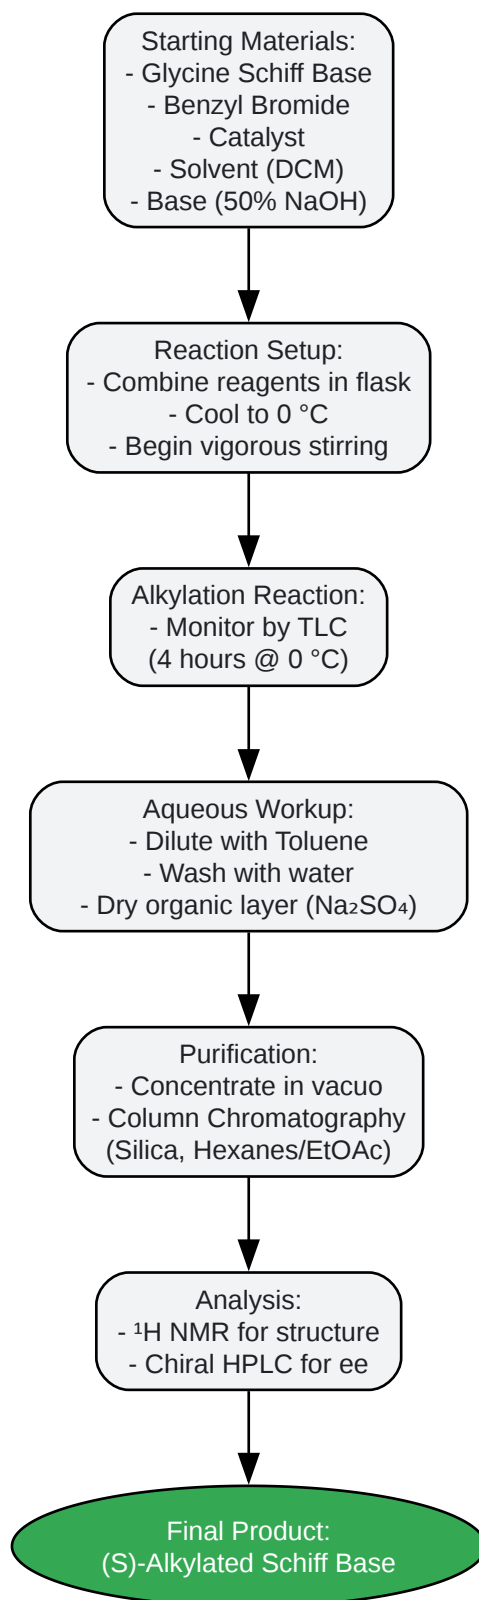 Starting Materials:
- Glycine Schiff Base
- Benzyl Bromide
- Catalyst
- Solvent (DCM)
- Base (50% NaOH)
Reaction Setup:
- Combine reagents in flask
- Cool to 0 °C
- Begin vigorous stirring
Alkylation Reaction:
- Monitor by TLC
(4 hours @ 0 °C)
Aqueous Workup:
- Dilute with Toluene
- Wash with water
- Dry organic layer (Na₂SO₄)
Purification:
- Concentrate in vacuo
- Column Chromatography
(Silica, Hexanes/EtOAc)
Analysis:
- ¹H NMR for structure
- Chiral HPLC for ee
Final Product:
(S)-Alkylated Schiff Base